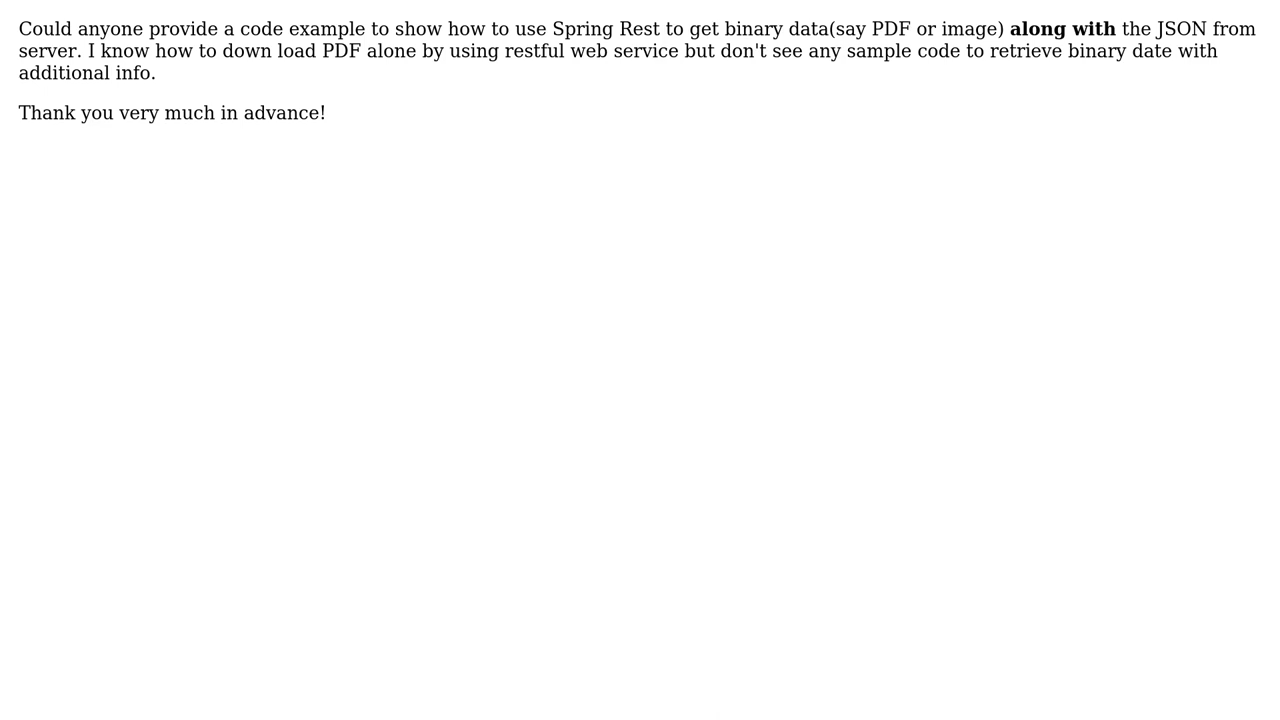 Could anyone provide a code example to show how to use Spring Rest to get binary data(say PDF or image) along with the JSON from
server. I know how to down load PDF alone by using restful web service but don't see any sample code to retrieve binary date with
additional info.
Thank you very much in advance!